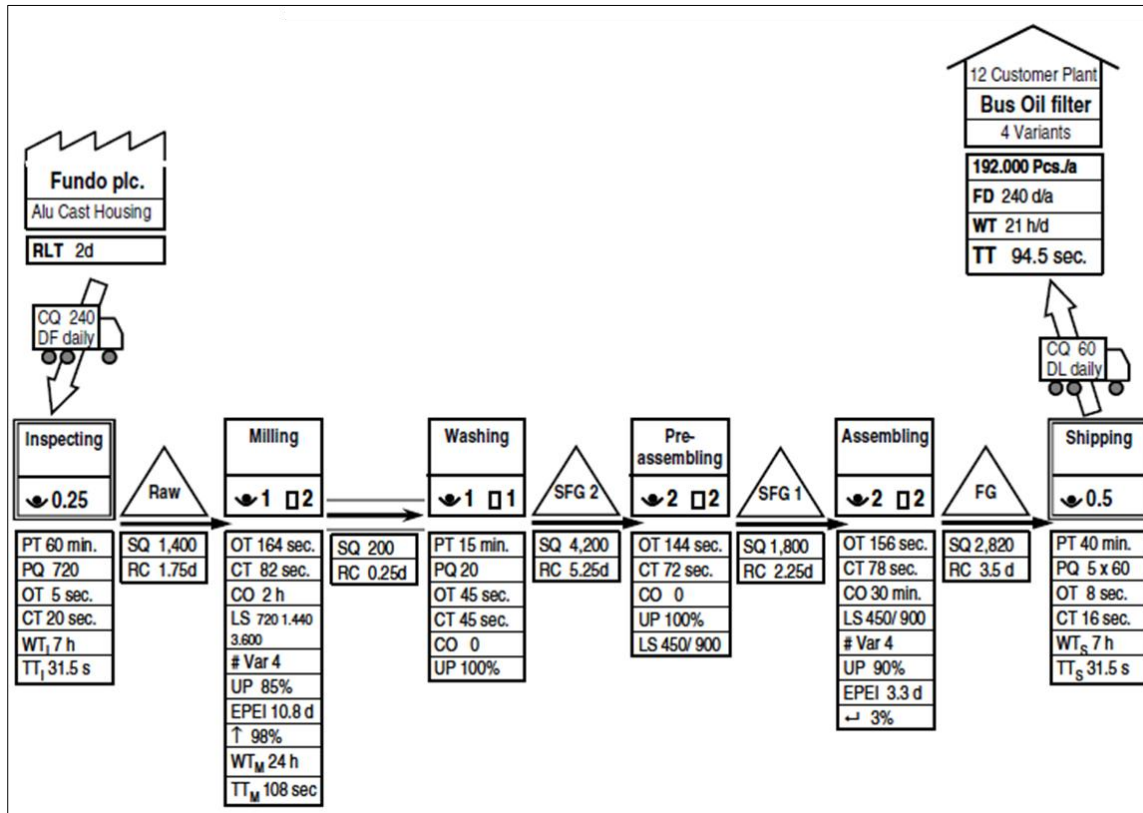 12 Customer Plant
Bus Oil filter
4 Variants
192.000 Pcs./a
FD 240 d/a
WT 21 h/d
TT 94.5 sec.
Fundo plc.
Alu Cast Housing
RLT 2d
CQ 240
DF daily
CQ 60
DL daily
Inspecting
0.25
PT 60 min.
PQ 720
OT 5 sec.
CT 20 sec.
WTI 7 h
TTI 31.5 s
Raw
SQ 1,400
RC 1.75d
Milling
1 2
OT 164 sec.
CT 82 sec.
CO 2 h
LS 720 1.440
3.600
# Var 4
UP 85%
EPEI 10.8 d
↑ 98%
WTM 24 h
TTM 108 sec
SQ 200
RC 0.25d
Washing
1 1
PT 15 min.
PQ 20
OT 45 sec.
CT 45 sec.
CO 0
UP 100%
SFG 2
SQ 4,200
RC 5.25d
Pre-
assembling
2 2
OT 144 sec.
CT 72 sec.
CO 0
UP 100%
LS 450/ 900
SFG 1
SQ 1,800
RC 2.25d
Assembling
2 2
OT 156 sec.
CT 78 sec.
CO 30 min.
LS 450/ 900
# Var 4
UP 90%
EPEI 3.3 d
↵ 3%
FG
SQ 2,820
RC 3.5 d
Shipping
0.5
PT 40 min.
PQ 5 x 60
OT 8 sec.
CT 16 sec.
WTS 7 h
TTS 31.5 s